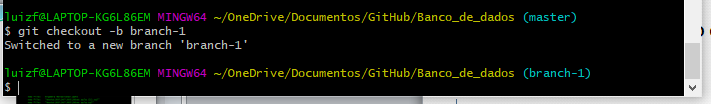 luizf@LAPTOP-KG6L86EM MINGW64 ~/OneDrive/Documentos/GitHub/Banco_de_dados (master)
$ git checkout -b branch-1
Switched to a new branch 'branch-1'
luizf@LAPTOP-KG6L86EM MINGW64 ~/OneDrive/Documentos/GitHub/Banco_de_dados (branch-1)
$